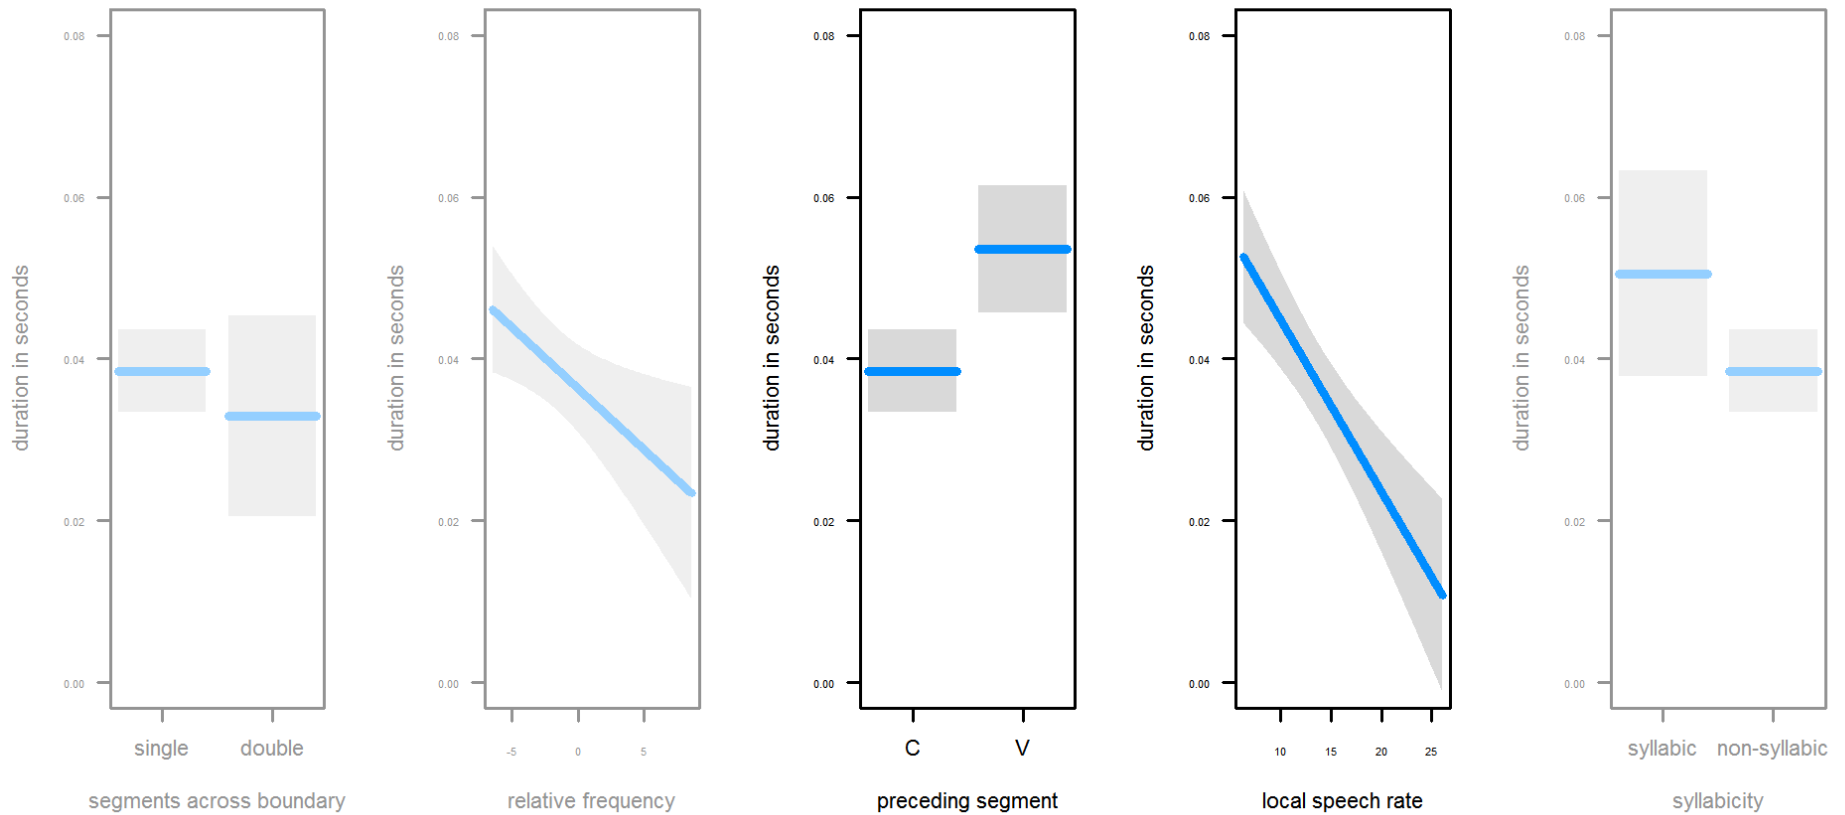 duration in seconds
0.08
0.06
0.04
0.02
0.00
single double
segments across boundary
duration in seconds
0.08
0.06
0.04
0.02
0.00
-5 0 5
relative frequency
duration in seconds
0.08
0.06
0.04
0.02
0.00
C V
preceding segment
duration in seconds
0.08
0.06
0.04
0.02
0.00
10 15 20 25
local speech rate
duration in seconds
0.08
0.06
0.04
0.02
0.00
syllabic non-syllabic
syllabicity